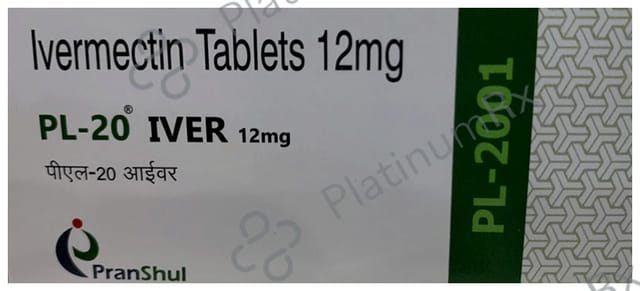 Ivermectin Tablets 12mg
PL-20® IVER 12mg
पीएल-20 आईवर
PranShul
PL-2001
PlatinumRx